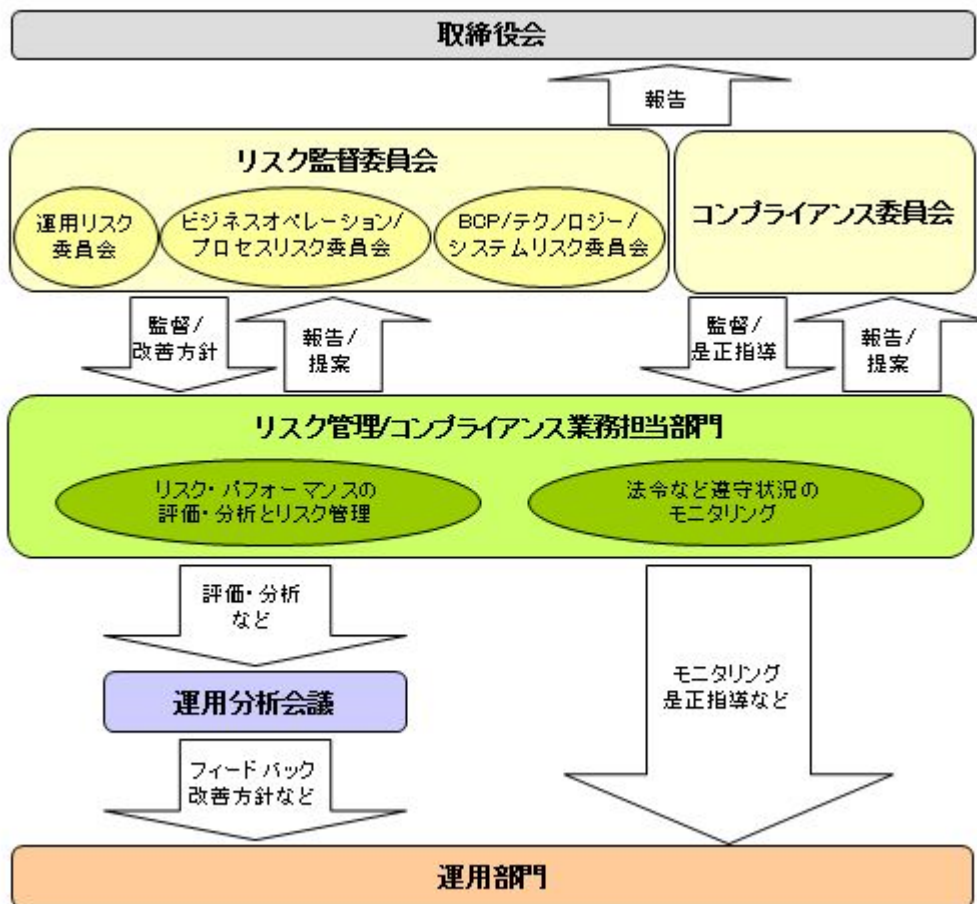 取締役会
報告
リスク監督委員会
運用リスク
委員会
ビジネスオペレーション/
プロセスリスク委員会
BCP/テクノロジー/
システムリスク委員会
コンプライアンス委員会
監督/
改善方針
報告/
提案
監督/
是正指導
報告/
提案
リスク管理/コンプライアンス業務担当部門
リスク・パフォーマンスの
評価・分析とリスク管理
法令など遵守状況の
モニタリング
評価・分析
など
運用分析会議
モニタリング
是正指導など
フィードバック
改善方針など
運用部門